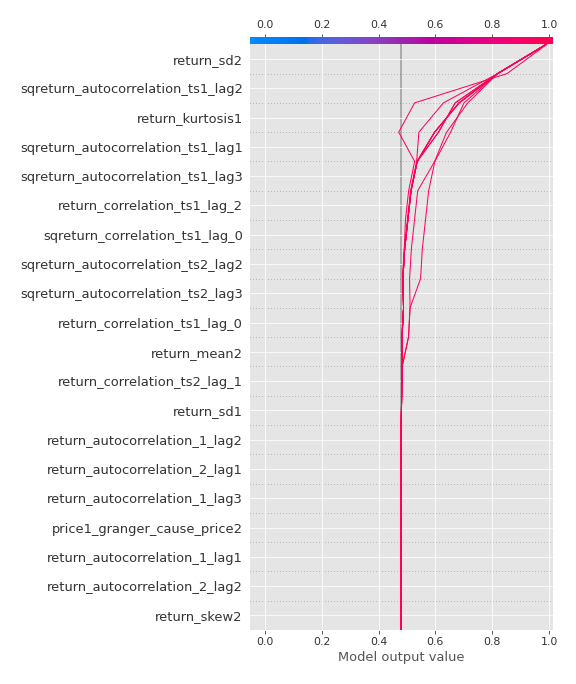 0.0 0.2 0.4 0.6 0.8 1.0
return_sd2
sqreturn_autocorrelation_ts1_lag2
return_kurtosis1
sqreturn_autocorrelation_ts1_lag1
sqreturn_autocorrelation_ts1_lag3
return_correlation_ts1_lag_2
sqreturn_correlation_ts1_lag_0
sqreturn_autocorrelation_ts2_lag2
sqreturn_autocorrelation_ts2_lag3
return_correlation_ts1_lag_0
return_mean2
return_correlation_ts2_lag_1
return_sd1
return_autocorrelation_1_lag2
return_autocorrelation_2_lag1
return_autocorrelation_1_lag3
price1_granger_cause_price2
return_autocorrelation_1_lag1
return_autocorrelation_2_lag2
return_skew2
0.0 0.2 0.4 0.6 0.8 1.0
Model output value